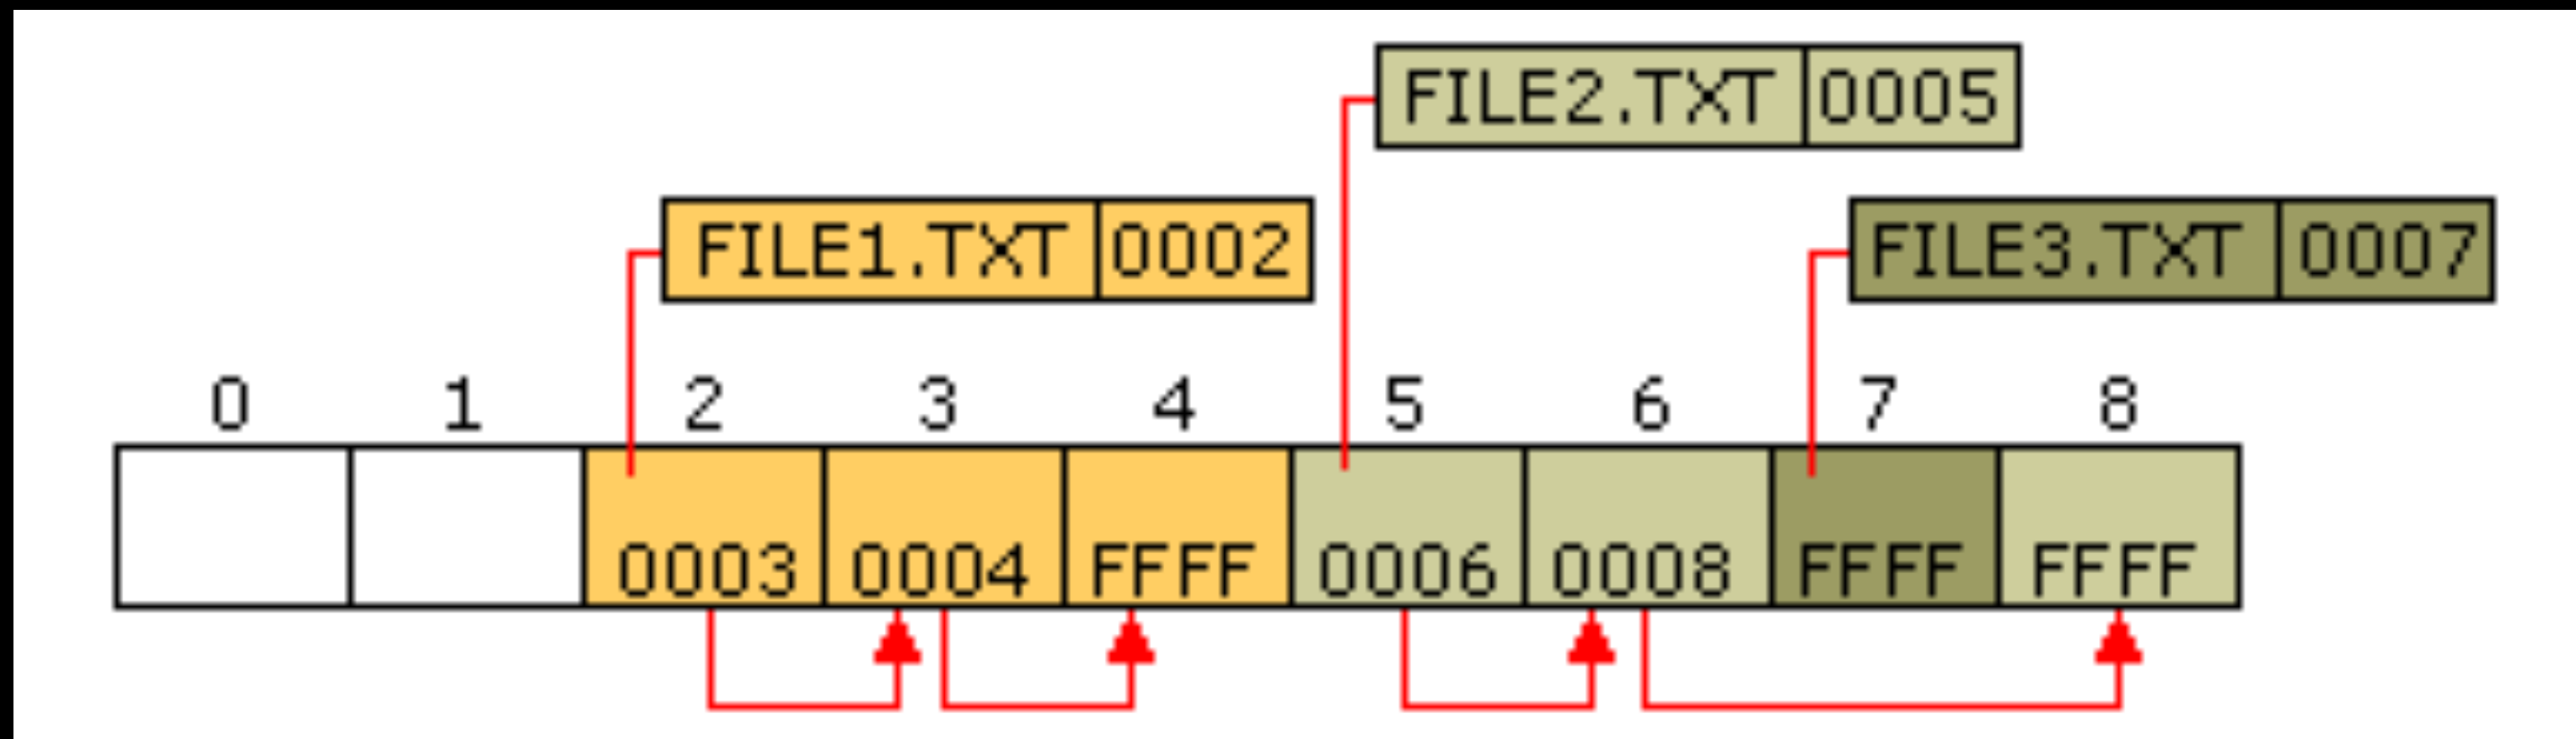 FILE2.TXT 0005
FILE1.TXT 0002
FILE3.TXT 0007
0 1 2 3 4 5 6 7 8
0003 0004 FFFF 0006 0008 FFFF FFFF